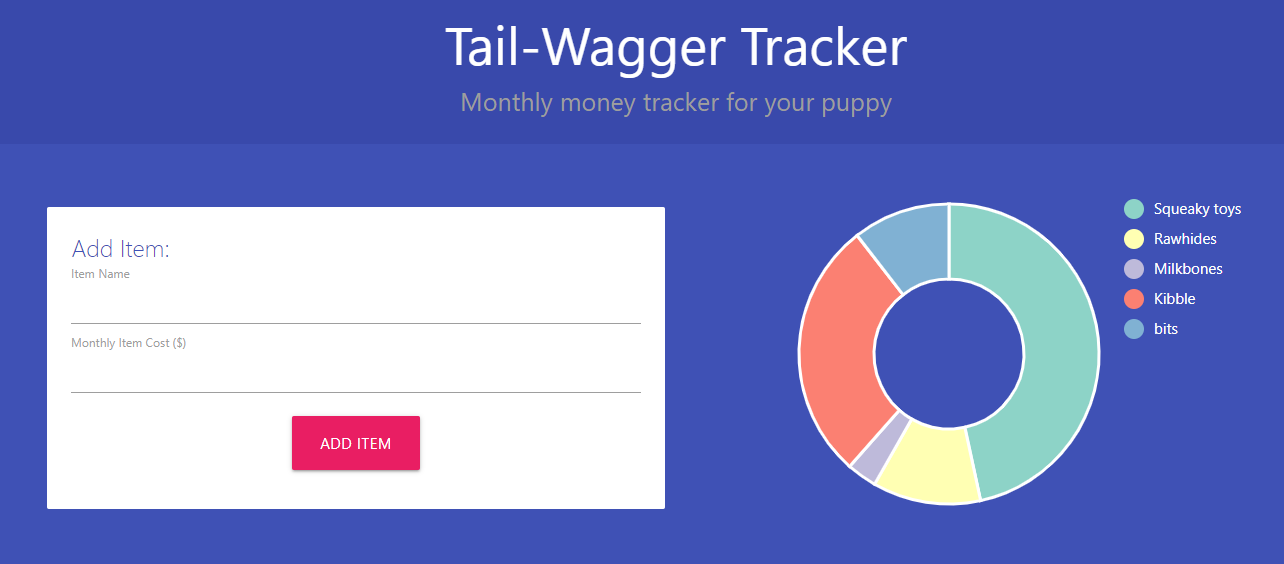 Tail-Wagger Tracker
Monthly money tracker for your puppy
Add Item:
Item Name
Monthly Item Cost ($)
ADD ITEM
Squeaky toys
Rawhides
Milkbones
Kibble
bits